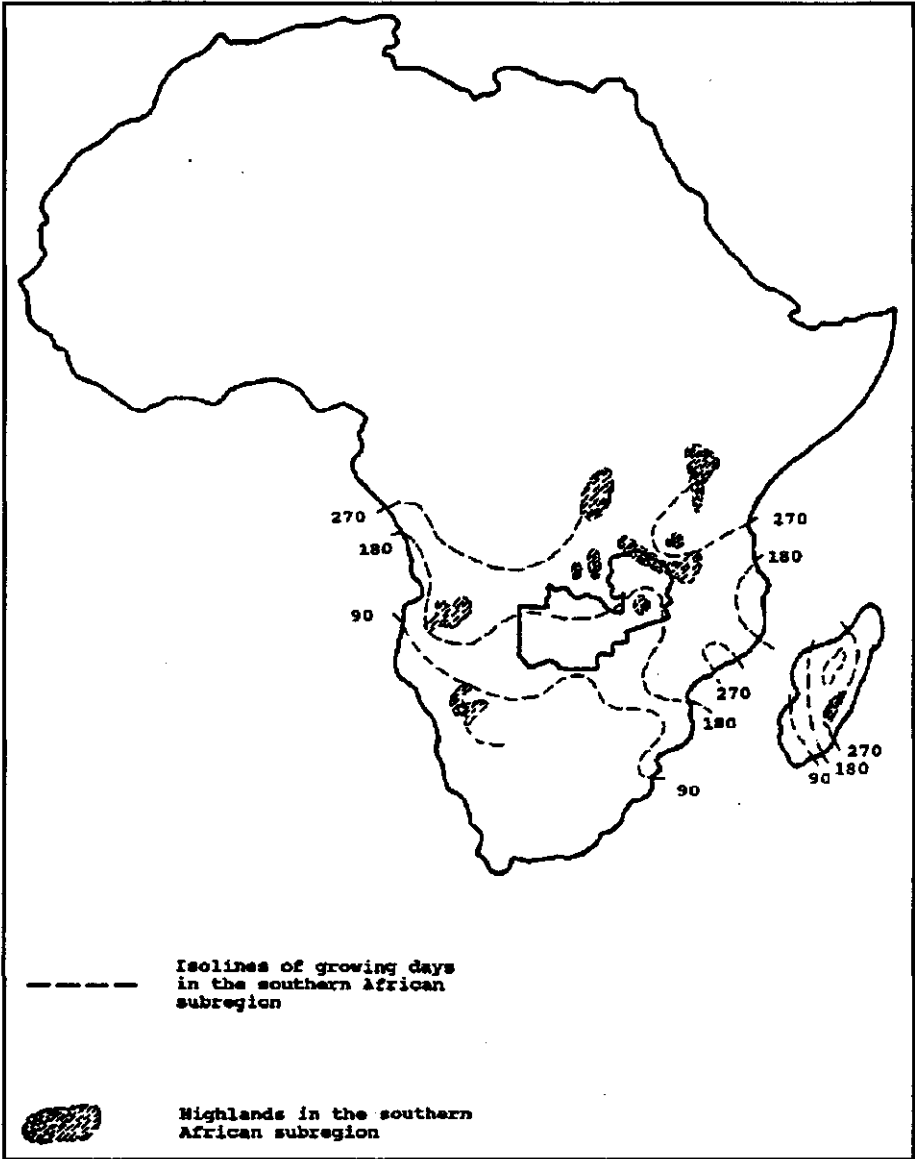 270
180
90
270
180
270
180
90
270
180
90
Isolines of growing days
in the southern African
subregion
Highlands in the southern
African subregion